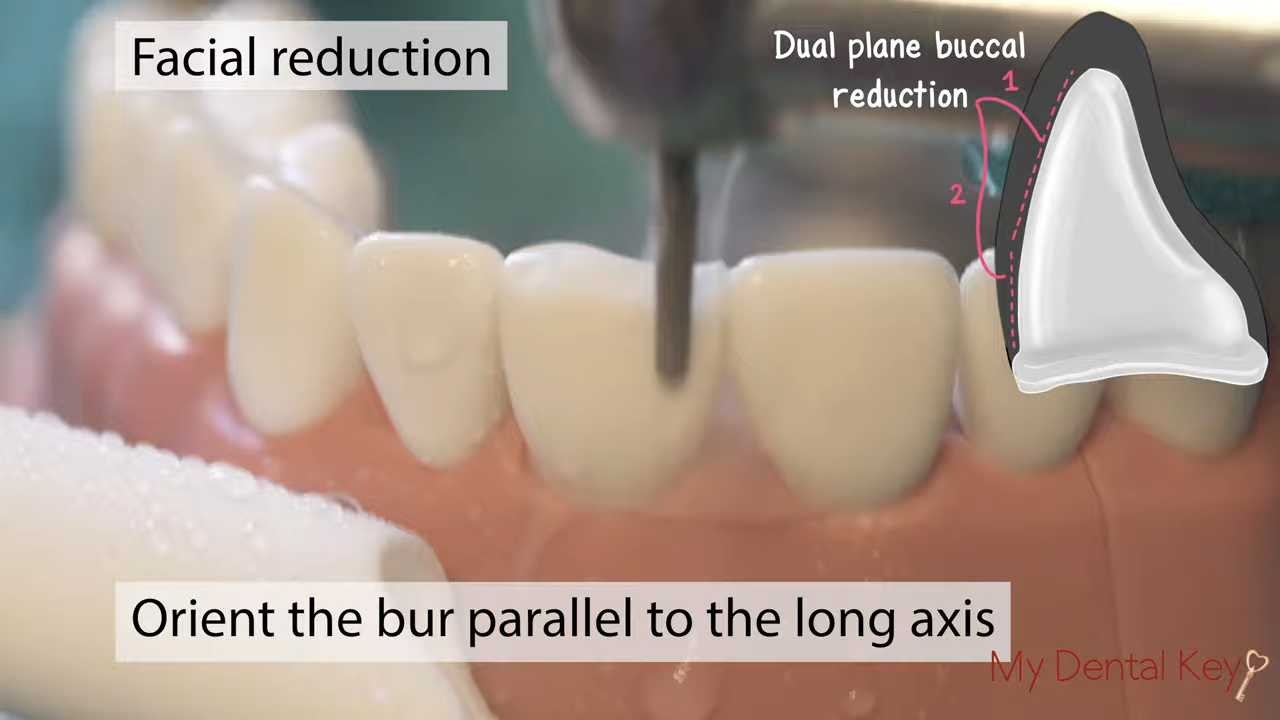 Facial reduction
Dual plane buccal
reduction
1
2
Orient the bur parallel to the long axis
My Dental Key